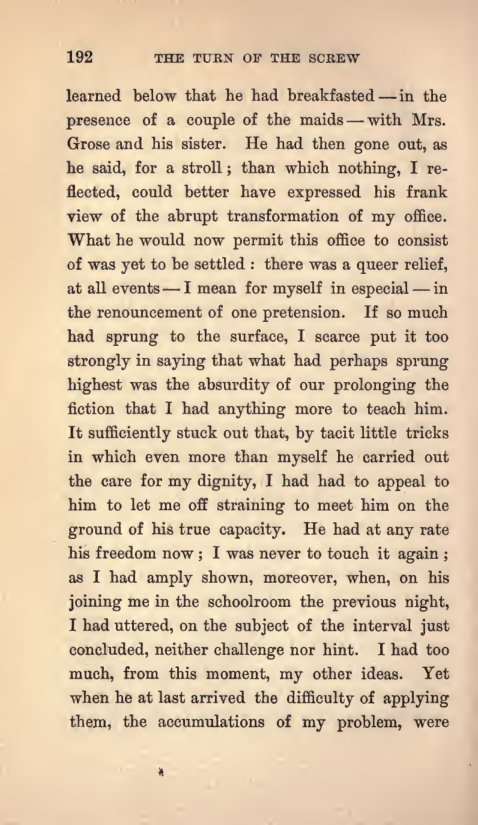 192 THE TURN OF THE SCREW
learned below that he had breakfasted — in the
presence of a couple of the maids — with Mrs.
Grose and his sister. He had then gone out, as
he said, for a stroll ; than which nothing, I re-
flected, could better have expressed his frank
view of the abrupt transformation of my office.
What he would now permit this office to consist
of was yet to be settled : there was a queer relief,
at all events — I mean for myself in especial — in
the renouncement of one pretension. If so much
had sprung to the surface, I scarce put it too
strongly in saying that what had perhaps sprung
highest was the absurdity of our prolonging the
fiction that I had anything more to teach him.
It sufficiently stuck out that, by tacit little tricks
in which even more than myself he carried out
the care for my dignity, I had had to appeal to
him to let me off straining to meet him on the
ground of his true capacity. He had at any rate
his freedom now ; I was never to touch it again ;
as I had amply shown, moreover, when, on his
joining me in the schoolroom the previous night,
I had uttered, on the subject of the interval just
concluded, neither challenge nor hint. I had too
much, from this moment, my other ideas. Yet
when he at last arrived the difficulty of applying
them, the accumulations of my problem, were